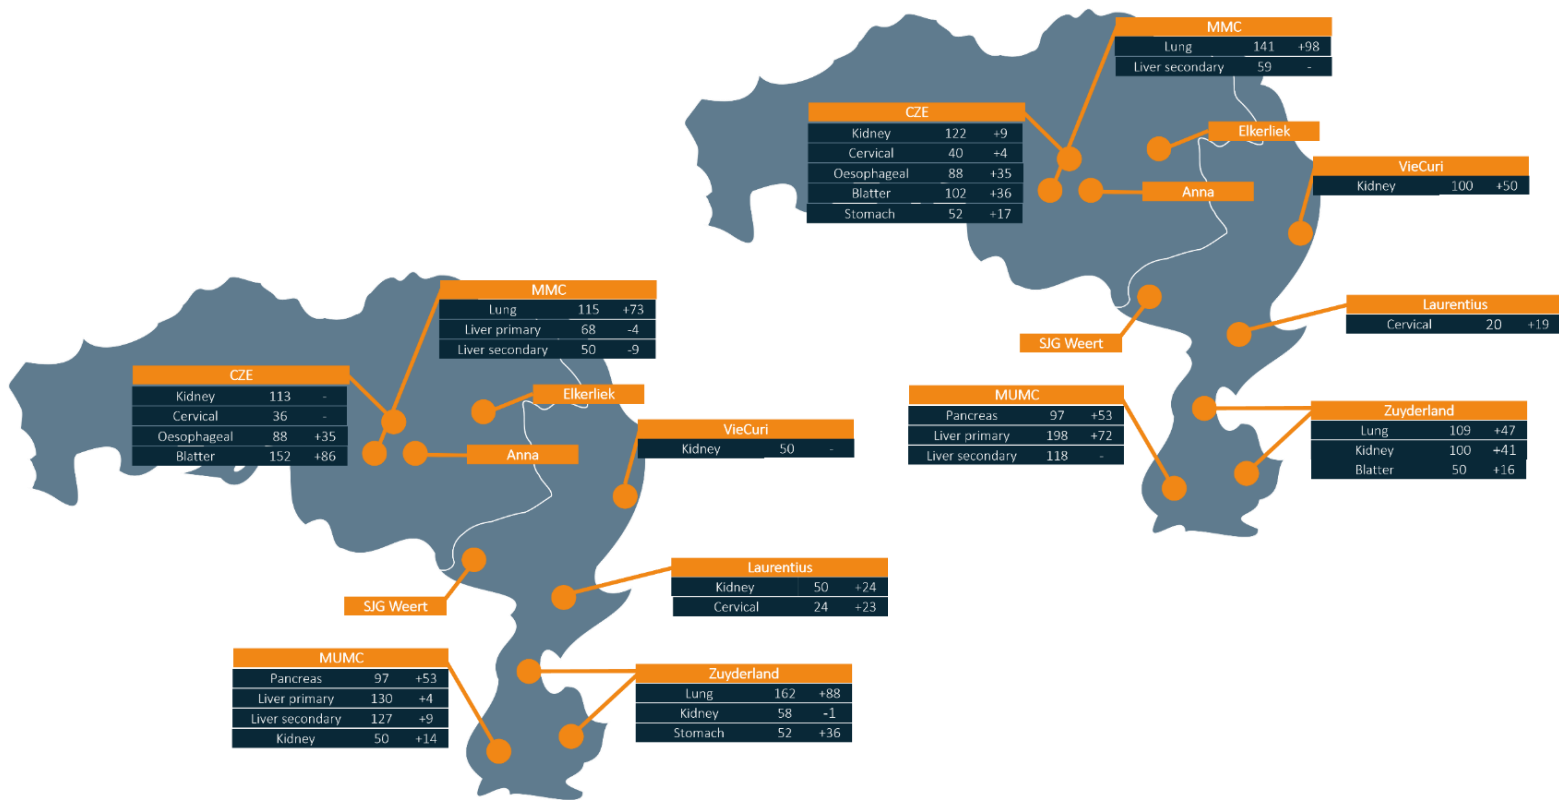 MMC
Lung 141 +98
Liver secondary 59 -
CZE
Kidney 122 +9
Cervical 40 +4
Oesophageal 88 +35
Blatter 102 +36
Stomach 52 +17
Elkerliek
Anna
VieCuri
Kidney 100 +50
Laurentius
Cervical 20 +19
SJG Weert
MUMC
Pancreas 97 +53
Liver primary 198 +72
Liver secondary 118 -
Zuyderland
Lung 109 +47
Kidney 100 +41
Blatter 50 +16
MMC
Lung 115 +73
Liver primary 68 -4
Liver secondary 50 -9
CZE
Kidney 113 -
Cervical 36 -
Oesophageal 88 +35
Blatter 152 +86
Elkerliek
Anna
VieCuri
Kidney 50 -
Laurentius
Kidney 50 +24
Cervical 24 +23
SJG Weert
MUMC
Pancreas 97 +53
Liver primary 130 +4
Liver secondary 127 +9
Kidney 50 +14
Zuyderland
Lung 162 +88
Kidney 58 -1
Stomach 52 +36